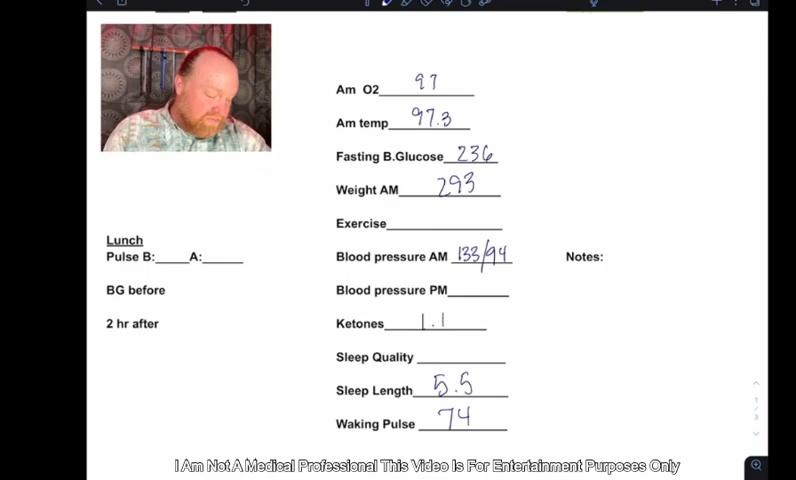 Am O2 97
Am temp 97.3
Fasting B.Glucose 236
Weight AM 293
Exercise
Lunch
Pulse B:_____A:______
Blood pressure AM 133/94
Notes:
BG before
Blood pressure PM
2 hr after
Ketones 1.1
Sleep Quality
Sleep Length 5.5
Waking Pulse 74
I Am Not A Medical Professional This Video Is For Entertainment Purposes Only